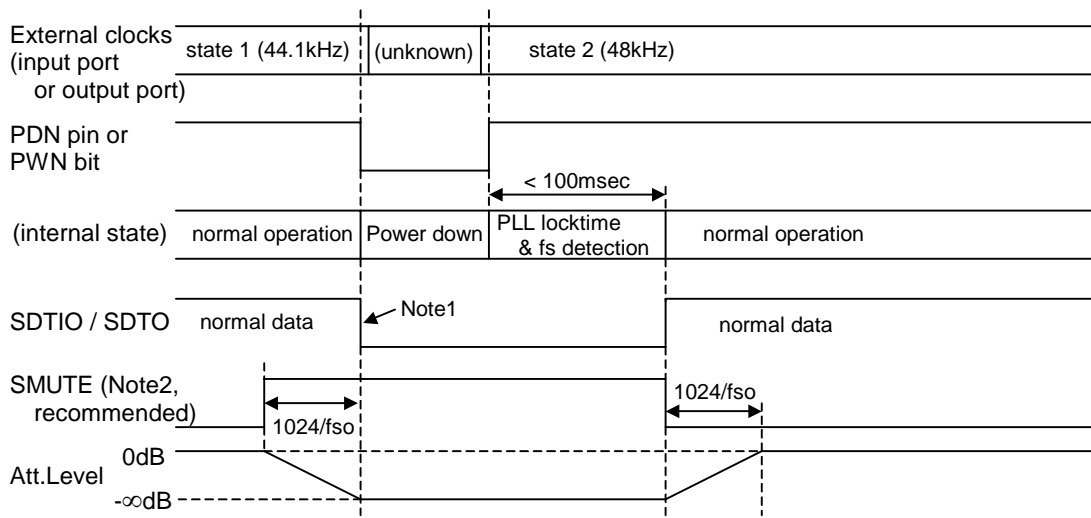 External clocks
(input port
or output port)
state 1 (44.1kHz)
(unknown)
state 2 (48kHz)
PDN pin or
PWN bit
< 100msec
(internal state)
normal operation
Power down
PLL locktime
& fs detection
normal operation
SDTIO / SDTO
normal data
Note1
normal data
SMUTE (Note2,
recommended)
1024/fso
1024/fso
Att.Level
0dB
-∞dB